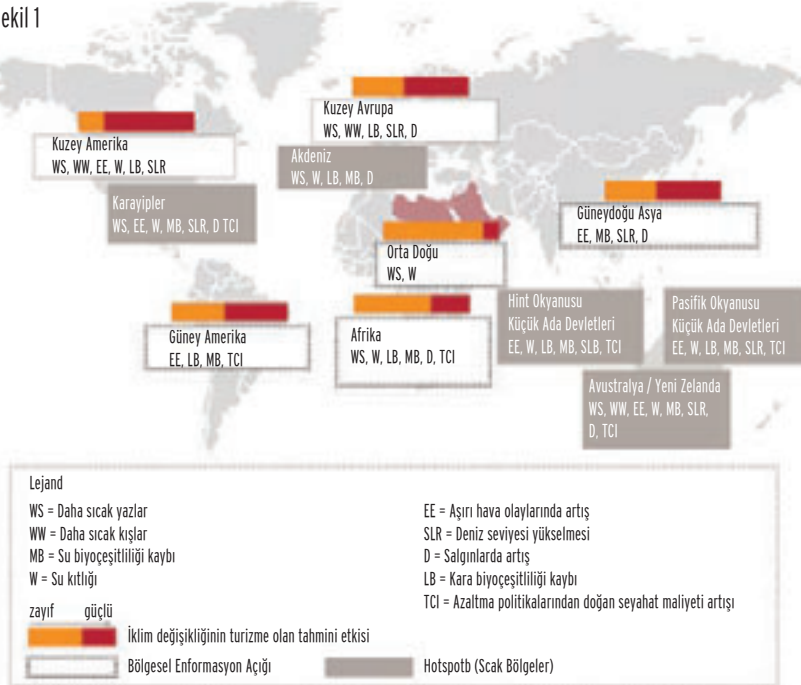 ekil 1
Kuzey Amerika
WS, WW, EE, W, LB, SLR
Karayipler
WS, EE, W, MB, SLR, D TCI
Kuzey Avrupa
WS, WW, LB, SLR, D
Akdeniz
WS, W, LB, MB, D
Orta Doğu
WS, W
Güneydoğu Asya
EE, MB, SLR, D
Güney Amerika
EE, LB, MB, TCI
Afrika
WS, W, LB, MB, D, TCI
Hint Okyanusu
Küçük Ada Devletleri
EE, W, LB, MB, SLB, TCI
Pasifik Okyanusu
Küçük Ada Devletleri
EE, W, LB, MB, SLR, TCI
Avustralya / Yeni Zelanda
WS, WW, EE, W, MB, SLR,
D, TCI
Lejand
WS = Daha sıcak yazlar
WW = Daha sıcak kışlar
MB = Su biyoçeşitliliği kaybı
W = Su kıtlığı
EE = Aşırı hava olaylarında artış
SLR = Deniz seviyesi yükselmesi
D = Salgınlarda artış
LB = Kara biyoçeşitliliği kaybı
TCI = Azaltma politikalarından doğan seyahat maliyeti artışı
zayıf güçlü
İklim değişikliğinin turizme olan tahmini etkisi
Bölgesel Enformasyon Açığı
Hotspotb (Scak Bölgeler)